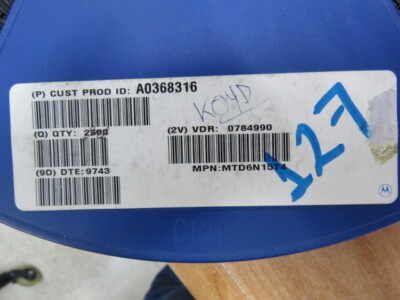 (P) CUST PROD ID: A0368316
KOYD
(Q) QTY: 2500
(2V) VDR: 0784990
(9D) DTE: 9743
MPN:MTD6N15T4
127